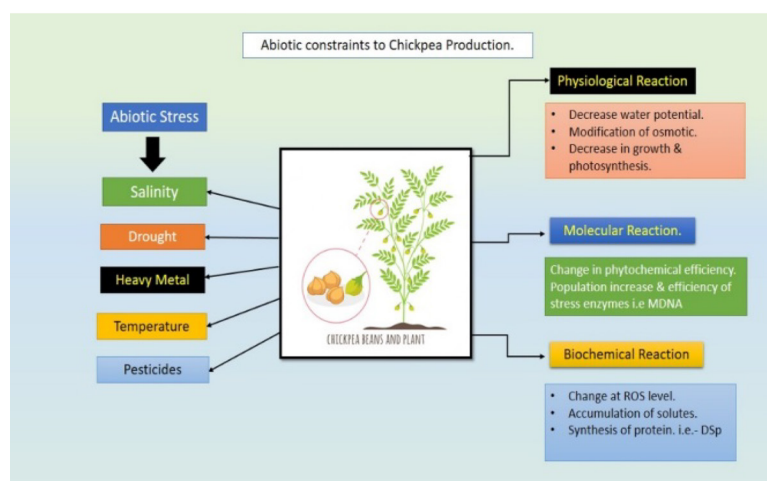 Abiotic constraints to Chickpea Production.
Abiotic Stress
Salinity
Drought
Heavy Metal
Temperature
Pesticides
CHICKPEA BEANS AND PLANT
Physiological Reaction
• Decrease water potential.
• Modification of osmotic.
• Decrease in growth &
photosynthesis.
Molecular Reaction.
Change in phytochemical efficiency.
Population increase & efficiency of
stress enzymes i.e MDNA
Biochemical Reaction
• Change at ROS level.
• Accumulation of solutes.
• Synthesis of protein. i.e.- DSp